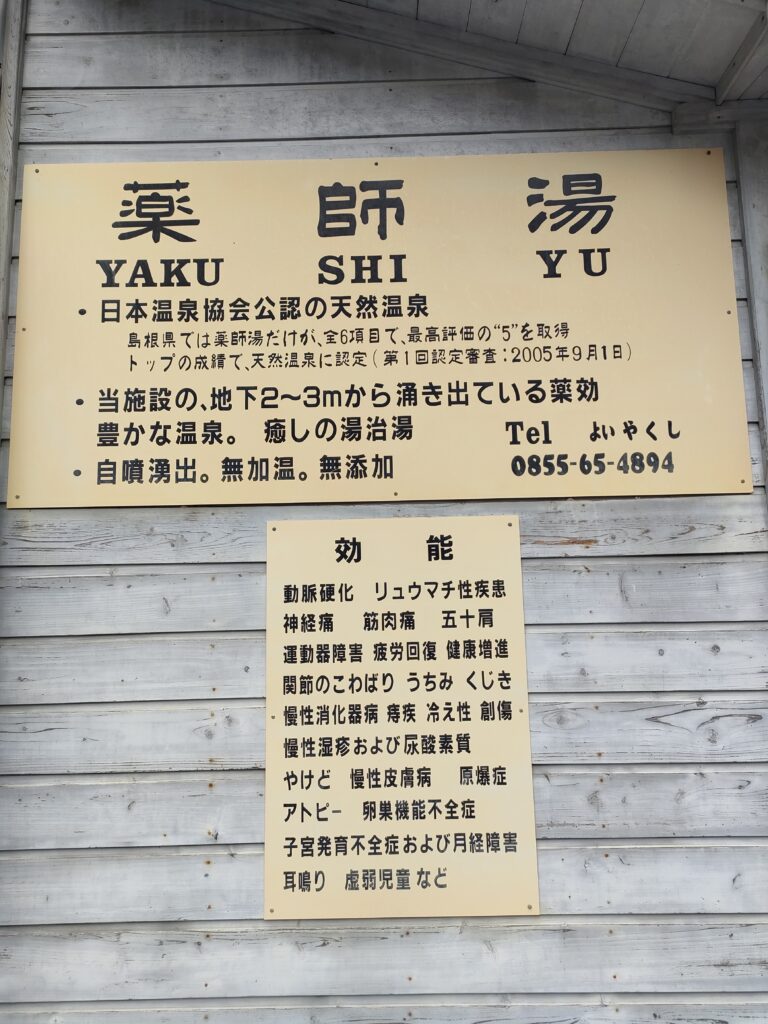 薬 師 湯
YAKU SHI YU
・日本温泉協会公認の天然温泉
島根県では薬師湯だけが、全6項目で、最高評価の“5”を取得
トップの成績で、天然温泉に認定(第1回認定審査:2005年9月1日)
・当施設の、地下2〜3mから涌き出ている薬効
豊かな温泉。 癒しの湯治湯
Tel よいやくし
・自噴湧出。無加温。無添加
0855-65-4894
効 能
動脈硬化 リュウマチ性疾患
神経痛 筋肉痛 五十肩
運動器障害 疲労回復 健康増進
関節のこわばり うちみ くじき
慢性消化器病 痔疾 冷え性 創傷
慢性湿疹および尿酸素質
やけど 慢性皮膚病 原爆症
アトピー 卵巣機能不全症
子宮発育不全症および月経障害
耳鳴り 虚弱児童 など